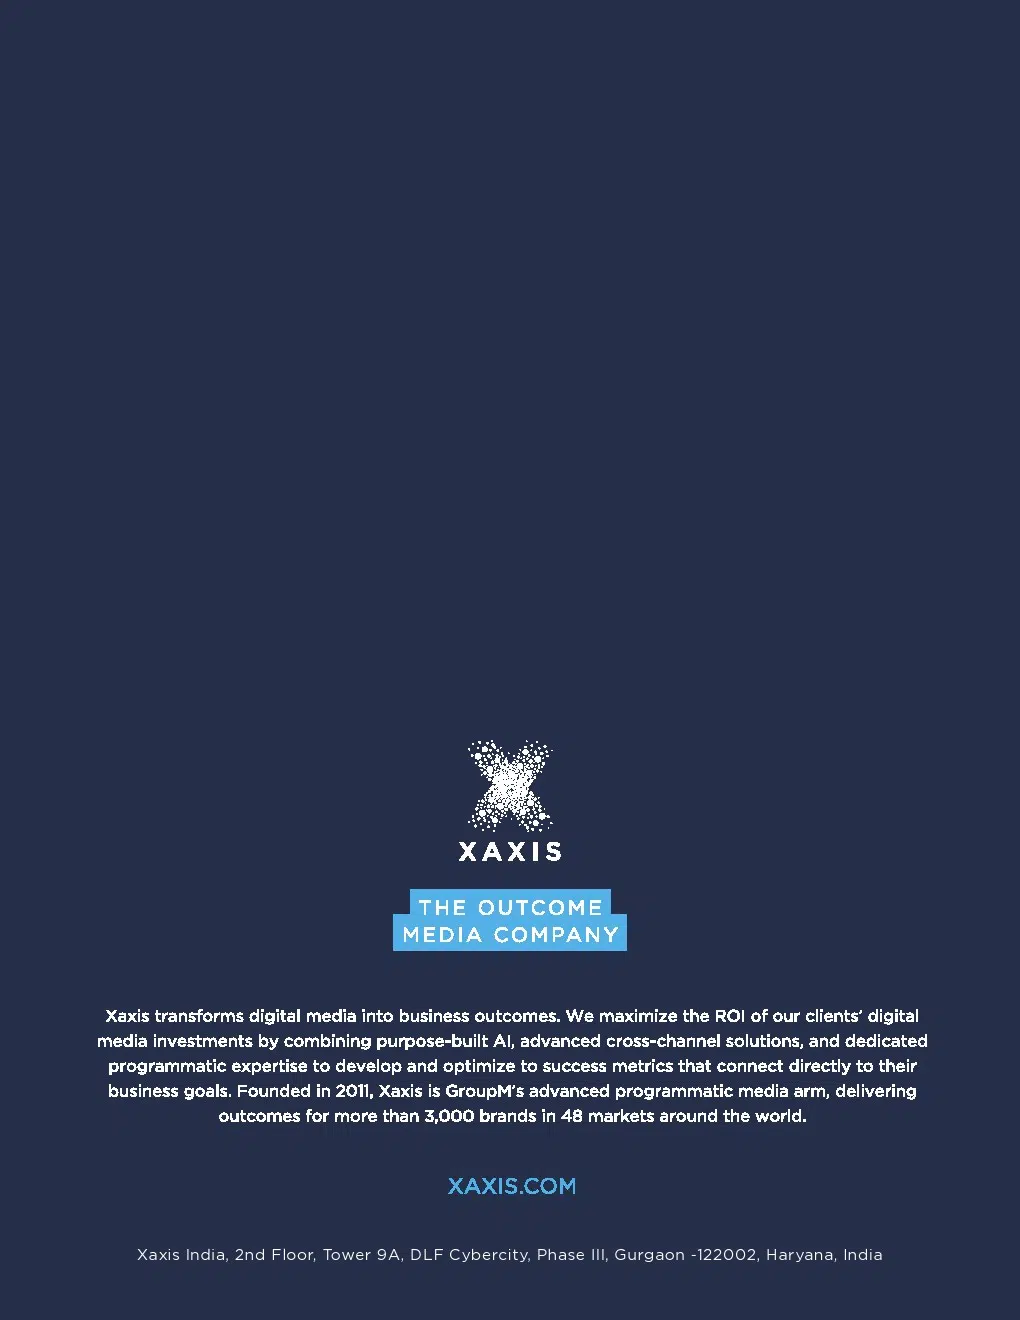 XAXIS
THE OUTCOME
MEDIA COMPANY
Xaxis transforms digital media into business outcomes. We maximize the ROI of our clients’ digital
media investments by combining purpose-built AI, advanced cross-channel solutions, and dedicated
programmatic expertise to develop and optimize to success metrics that connect directly to their
business goals. Founded in 2011, Xaxis is GroupM’s advanced programmatic media arm, delivering
outcomes for more than 3,000 brands in 48 markets around the world.
XAXIS.COM
Xaxis India, 2nd Floor, Tower 9A, DLF Cybercity, Phase III, Gurgaon -122002, Haryana, India